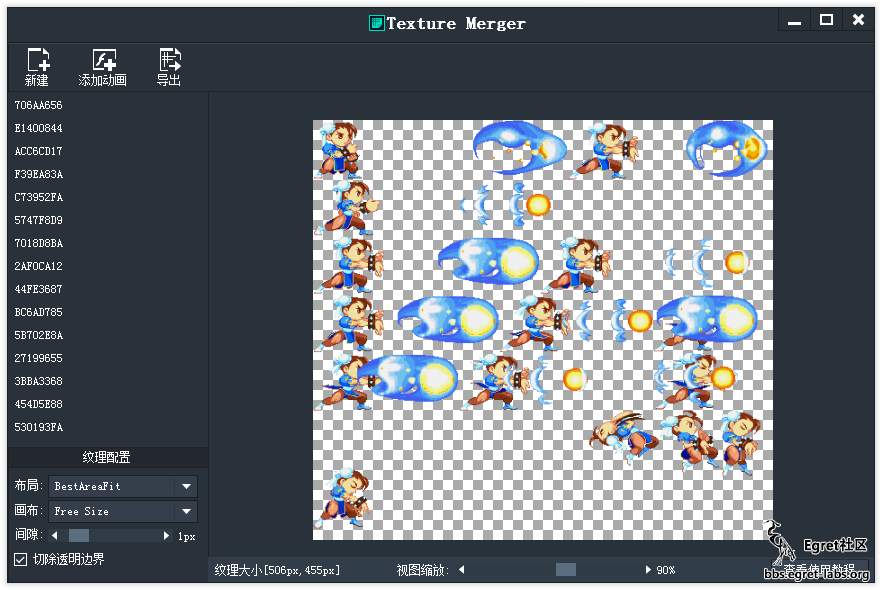 Texture Merger
新建 添加动画 导出
706AA656
E1400844
ACC6CD17
F39EA83A
C73952FA
5747F8D9
7018D8BA
2AF0CA12
44FE3687
BC6AD785
5B702E8A
27199655
3BBA3368
454D5E88
530193FA
纹理配置
布局: BestAreaFit
画布: Free Size
间隙: 1px
切除透明边界
纹理大小[506px,455px] 视图缩放: 90%
查看使用教程
Egret社区
bbs.egret-labs.org